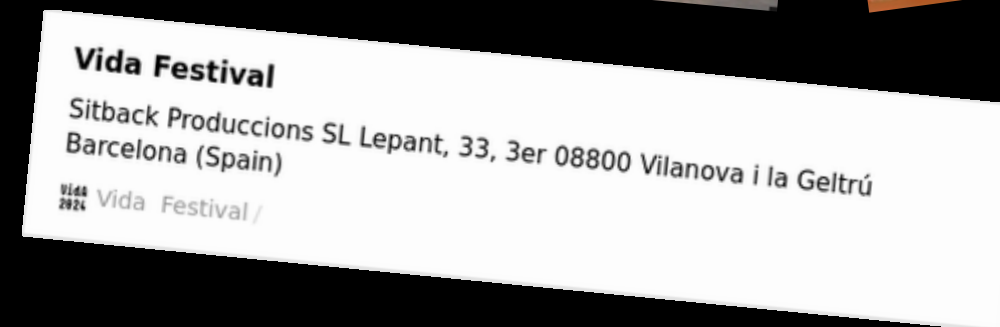 Vida Festival
Sitback Produccions SL Lepant, 33, 3er 08800 Vilanova i la Geltrú
Barcelona (Spain)
Vida 2024 Vida Festival /